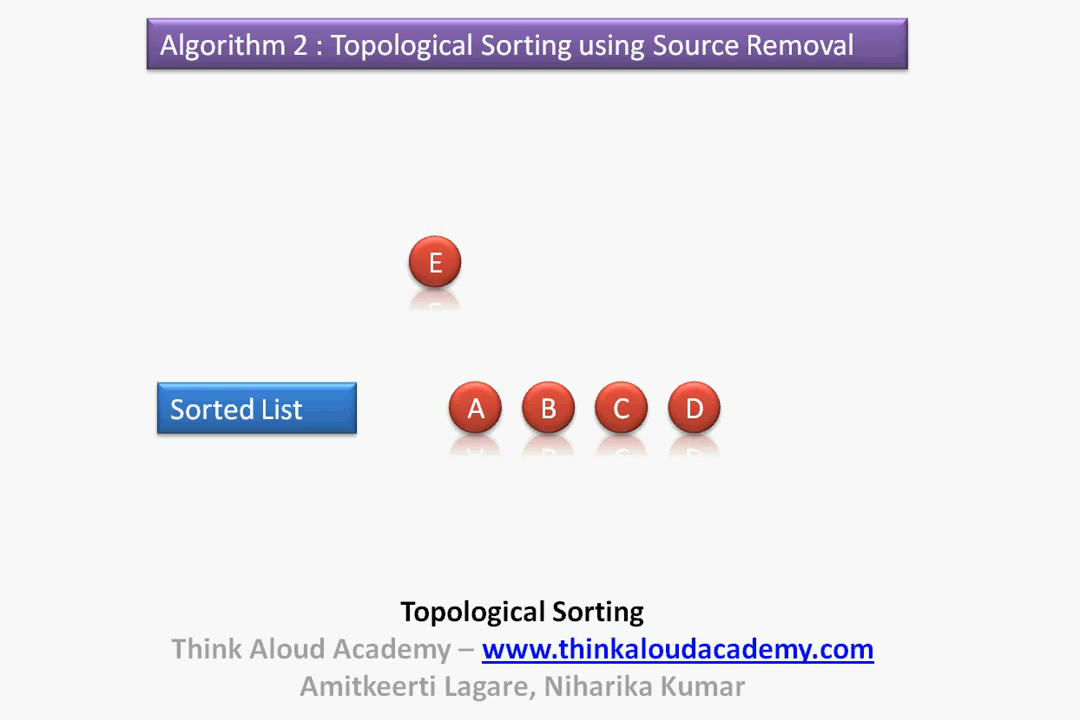 Algorithm 2 : Topological Sorting using Source Removal
E
Sorted List A B C D
Topological Sorting
Think Aloud Academy – www.thinkaloudacademy.com
Amitkeerti Lagare, Niharika Kumar